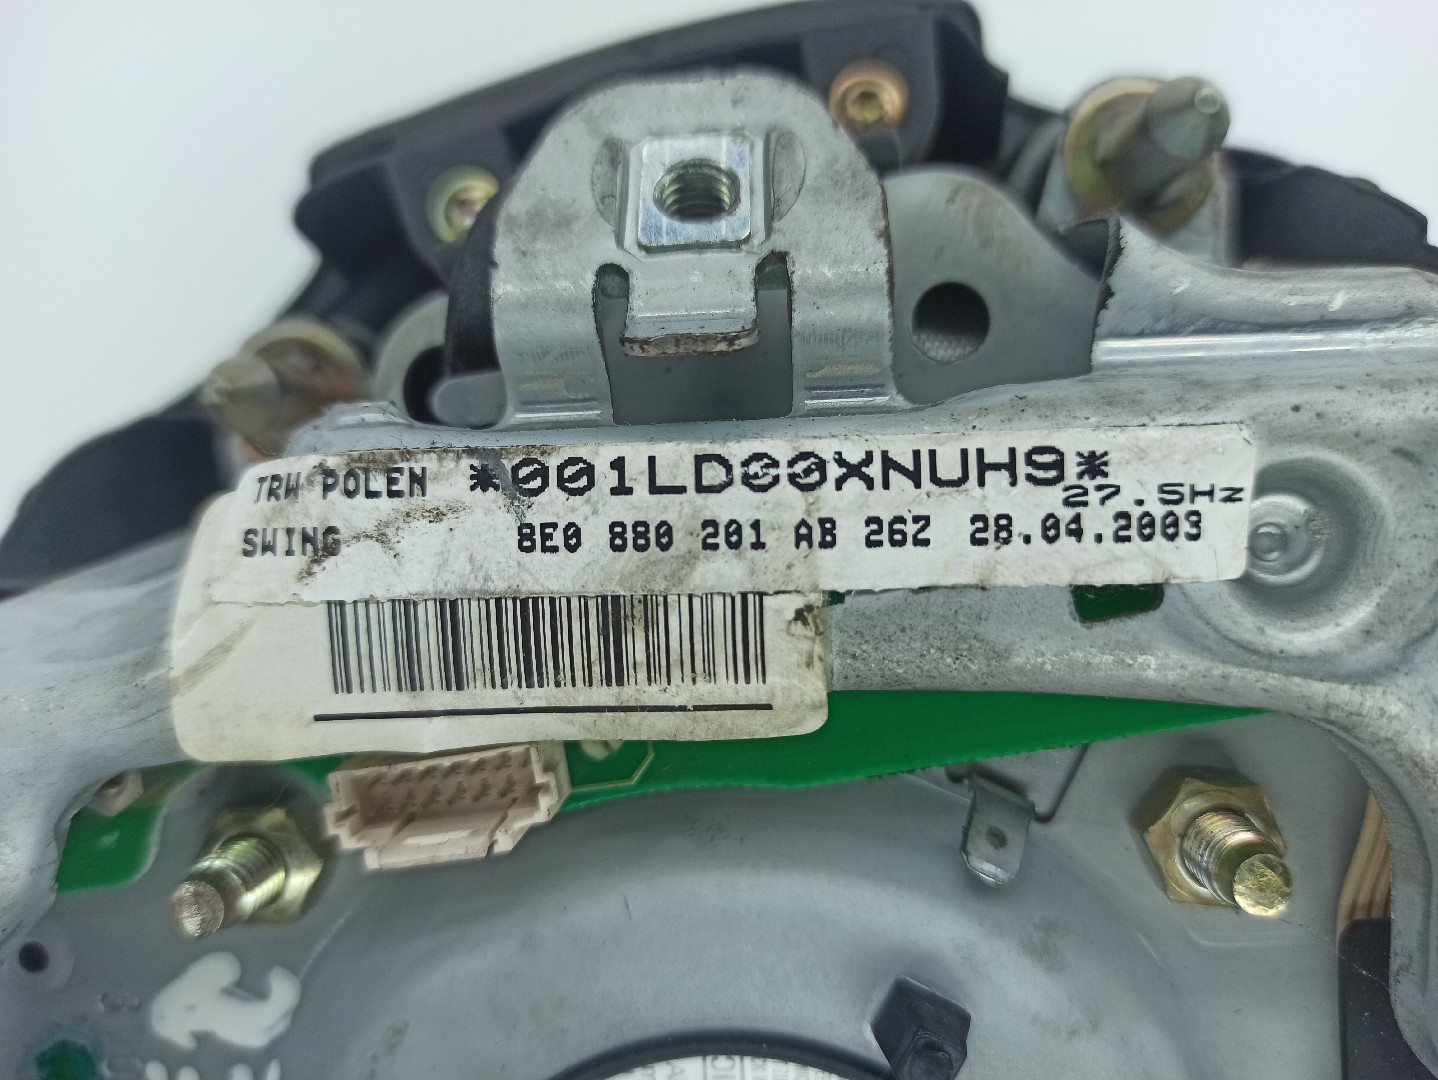 TRW POLEN *001LD00XNUH9*
27.5Hz
SWING 8E0 880 201 AB 26Z 28.04.2003